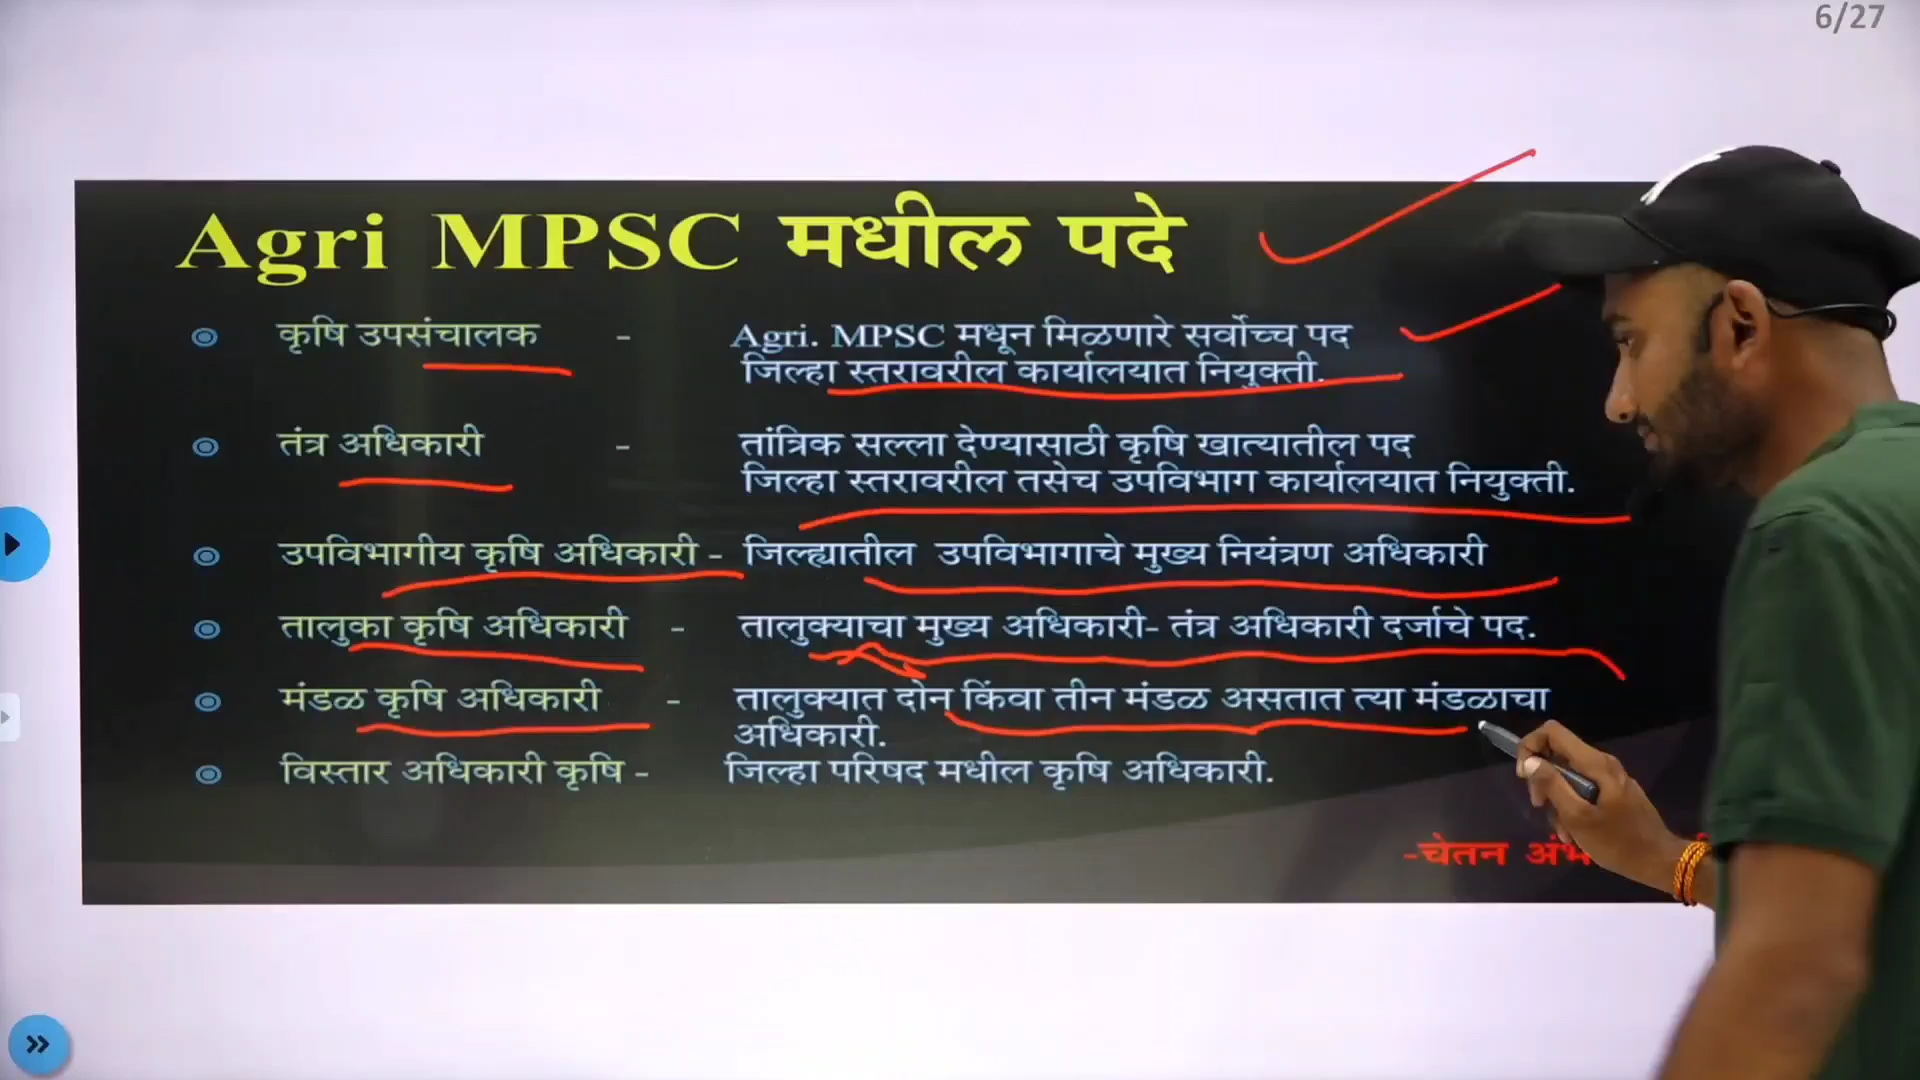 6/27
Agri MPSC मधील पदे
कृषि उपसंचालक - Agri. MPSC मधून मिळणारे सर्वोच्च पद
जिल्हा स्तरावरील कार्यालयात नियुक्ती.
तंत्र अधिकारी - तांत्रिक सल्ला देण्यासाठी कृषि खात्यातील पद
जिल्हा स्तरावरील तसेच उपविभाग कार्यालयात नियुक्ती.
उपविभागीय कृषि अधिकारी - जिल्ह्यातील उपविभागाचे मुख्य नियंत्रण अधिकारी
तालुका कृषि अधिकारी - तालुक्याचा मुख्य अधिकारी- तंत्र अधिकारी दर्जाचे पद.
मंडळ कृषि अधिकारी - तालुक्यात दोन किंवा तीन मंडळ असतात त्या मंडळाचा
अधिकारी.
विस्तार अधिकारी कृषि - जिल्हा परिषद मधील कृषि अधिकारी.
-चेतन